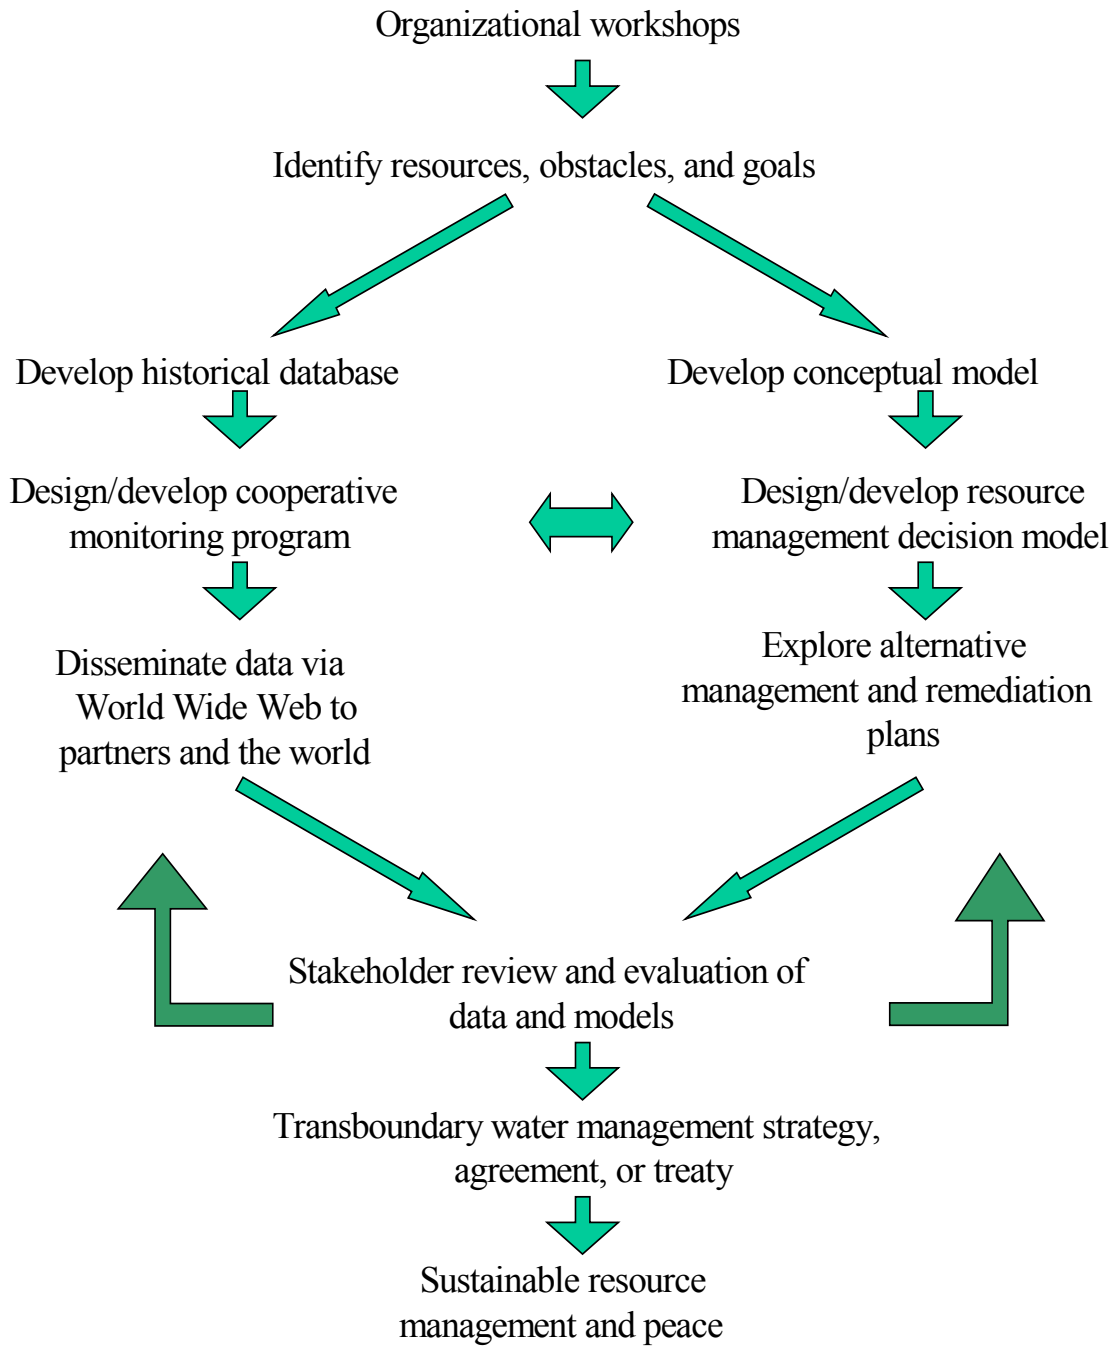 Organizational workshops
Identify resources, obstacles, and goals
Develop historical database
Develop conceptual model
Design/develop cooperative
monitoring program
Design/develop resource
management decision model
Disseminate data via
World Wide Web to
partners and the world
Explore alternative
management and remediation
plans
Stakeholder review and evaluation of
data and models
Transboundary water management strategy,
agreement, or treaty
Sustainable resource
management and peace